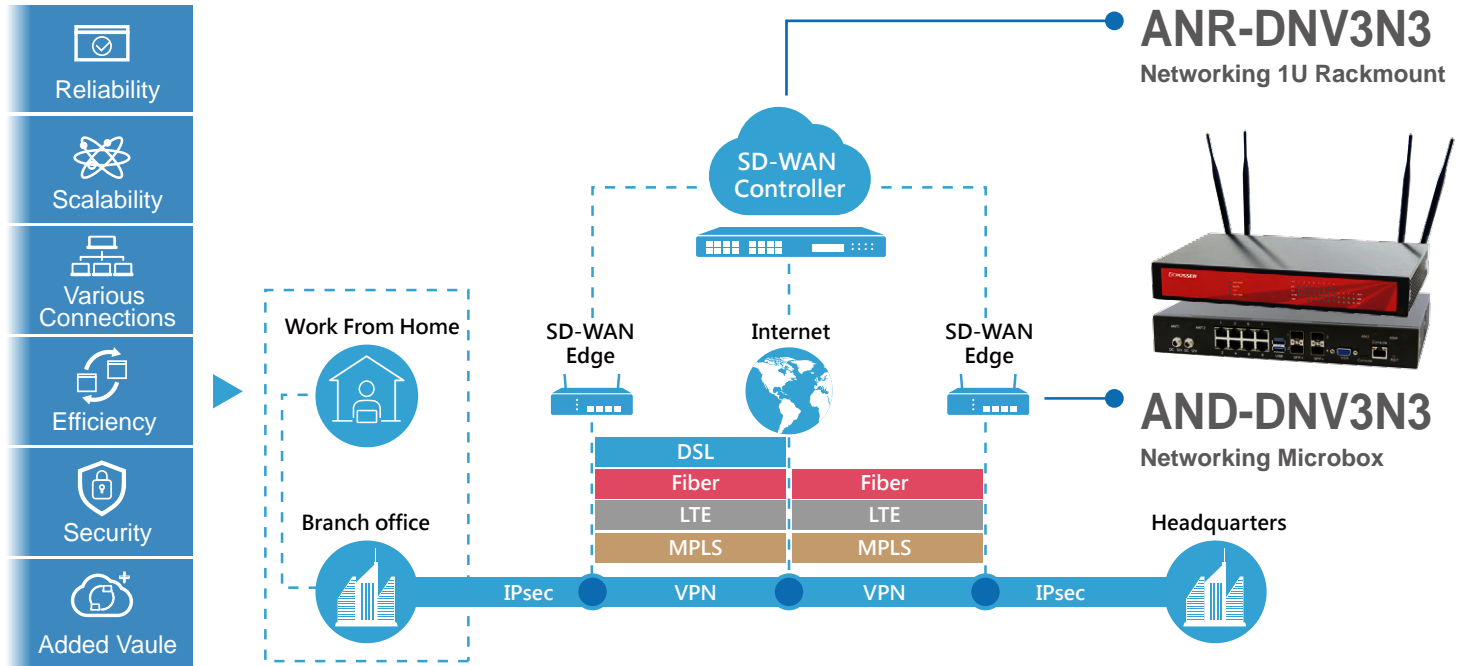 Reliability
Scalability
Various
Connections
Efficiency
Security
Added Vaule
ANR-DNV3N3
Networking 1U Rackmount
SD-WAN
Controller
Work From Home
SD-WAN
Edge
Internet
SD-WAN
Edge
AND-DNV3N3
Networking Microbox
DSL
Fiber
Fiber
LTE
LTE
MPLS
MPLS
Branch office
Headquarters
IPsec
VPN
VPN
IPsec
CROSSER
Console